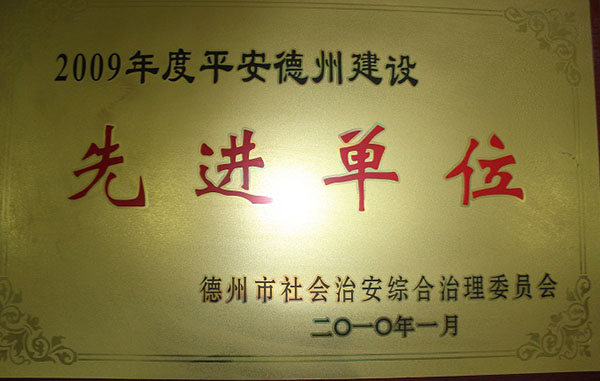 2009年度平安德州建设
先进单位
德州市社会治安综合治理委员会
二〇一〇年一月